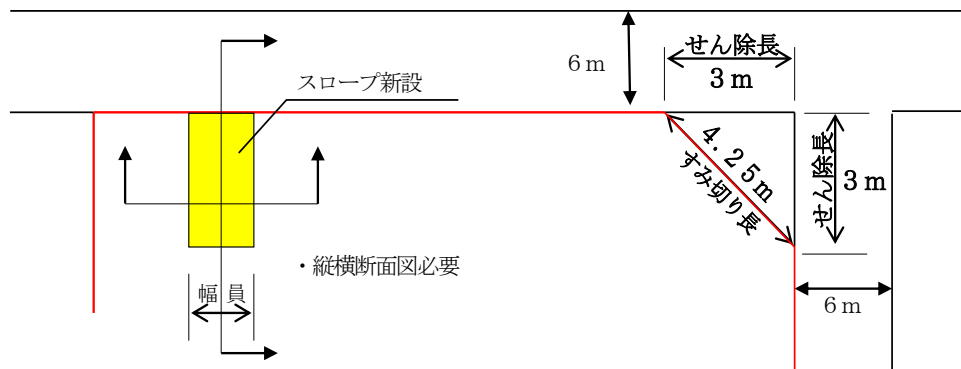 せん除長
3ｍ
6ｍ
スロープ新設
4.25ｍ
すみ切り長
せん除長
3ｍ
・縦横断面図必要
幅 員
6ｍ